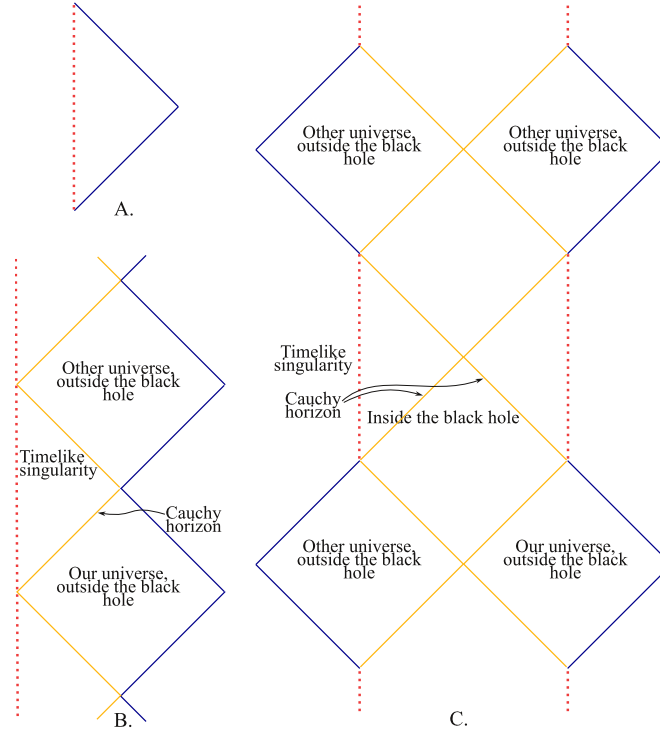 A.
Other universe,
outside the black
hole
Timelike
singularity
Cauchy
horizon
Our universe,
outside the black
hole
B.
Other universe,
outside the black
hole
Other universe,
outside the black
hole
Timelike
singularity
Cauchy
horizon
Inside the black hole
Other universe,
outside the black
hole
Our universe,
outside the black
hole
C.